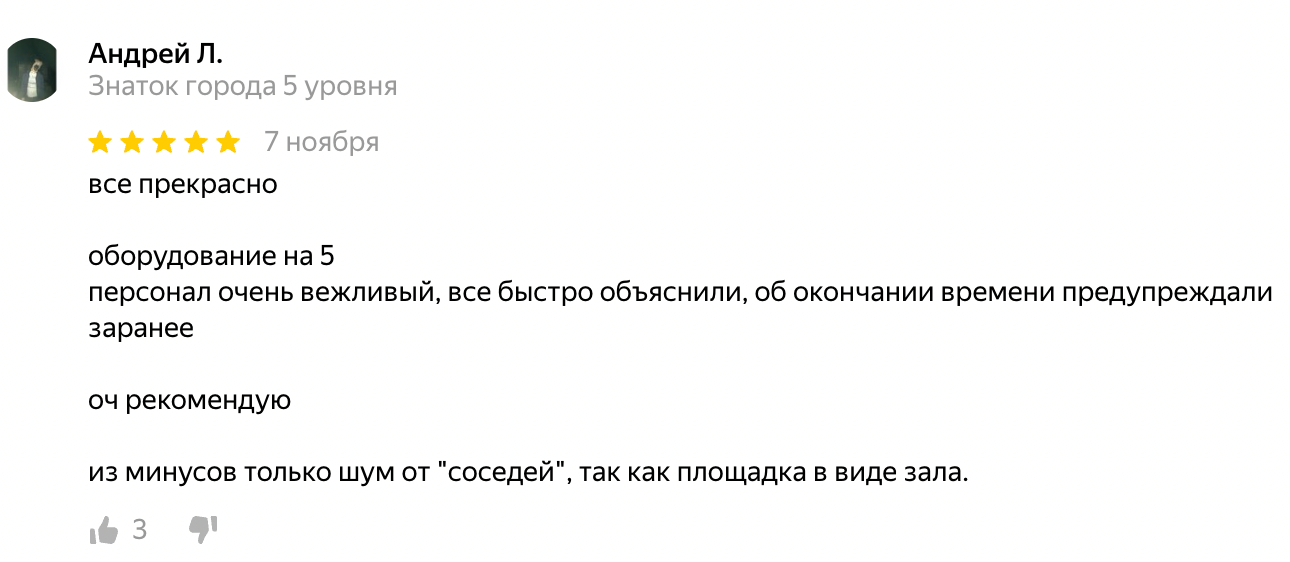 Андрей Л.
Знаток города 5 уровня
7 ноября
все прекрасно
оборудование на 5
персонал очень вежливый, все быстро объяснили, об окончании времени предупреждали
заранее
оч рекомендую
из минусов только шум от "соседей", так как площадка в виде зала.
3